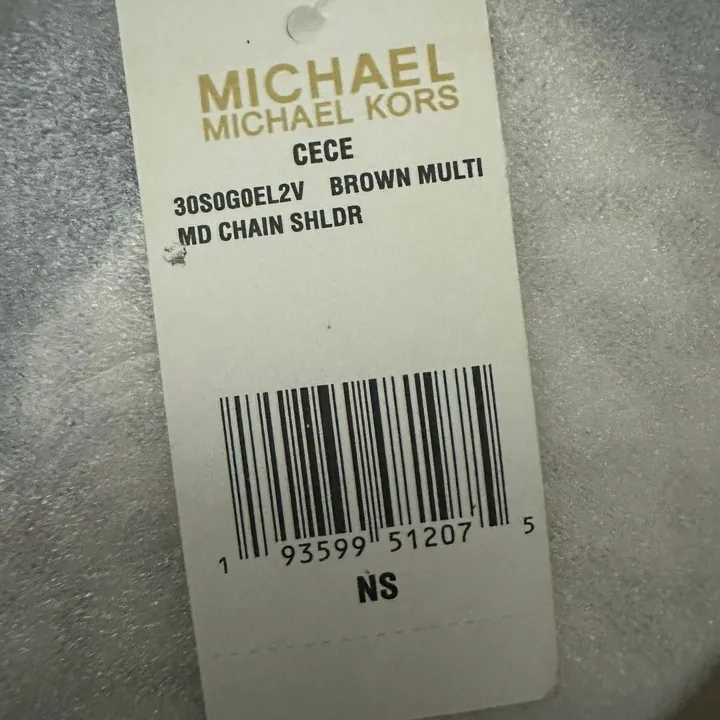 MICHAEL
MICHAEL KORS
CECE
30S0G0EL2V BROWN MULTI
MD CHAIN SHLDR
1 93599 51207 5
NS